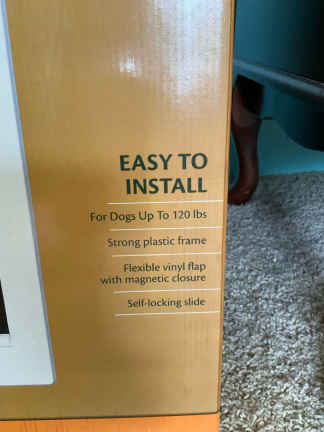 EASY TO
INSTALL
For Dogs Up To 120 lbs
Strong plastic frame
Flexible vinyl flap
with magnetic closure
Self-locking slide